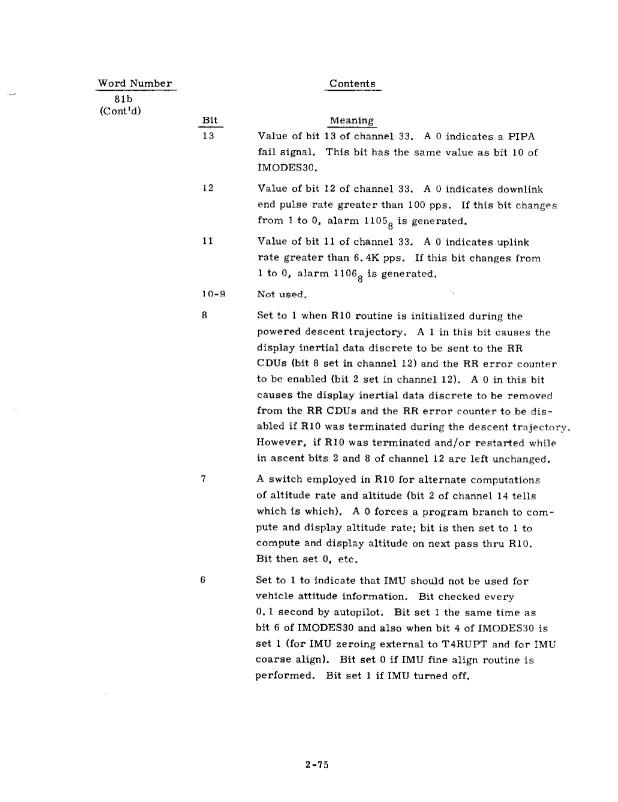 Word Number Contents
81b
(Cont'd)
Bit Meaning
13 Value of bit 13 of channel 33. A 0 indicates a PIPA
fail signal. This bit has the same value as bit 10 of
IMODES30.
12 Value of bit 12 of channel 33. A 0 indicates downlink
end pulse rate greater than 100 pps. If this bit changes
from 1 to 0, alarm 1105₈ is generated.
11 Value of bit 11 of channel 33. A 0 indicates uplink
rate greater than 6.4K pps. If this bit changes from
1 to 0, alarm 1106₈ is generated.
10-9 Not used.
8 Set to 1 when R10 routine is initialized during the
powered descent trajectory. A 1 in this bit causes the
display inertial data discrete to be sent to the RR
CDUs (bit 8 set in channel 12) and the RR error counter
to be enabled (bit 2 set in channel 12). A 0 in this bit
causes the display inertial data discrete to be removed
from the RR CDUs and the RR error counter to be dis-
abled if R10 was terminated during the descent trajectory.
However, if R10 was terminated and/or restarted while
in ascent bits 2 and 8 of channel 12 are left unchanged.
7 A switch employed in R10 for alternate computations
of altitude rate and altitude (bit 2 of channel 14 tells
which is which). A 0 forces a program branch to com-
pute and display altitude rate; bit is then set to 1 to
compute and display altitude on next pass thru R10.
Bit then set 0, etc.
6 Set to 1 to indicate that IMU should not be used for
vehicle attitude information. Bit checked every
0.1 second by autopilot. Bit set 1 the same time as
bit 6 of IMODES30 and also when bit 4 of IMODES30 is
set 1 (for IMU zeroing external to T4RUPT and for IMU
coarse align). Bit set 0 if IMU fine align routine is
performed. Bit set 1 if IMU turned off.
2-75